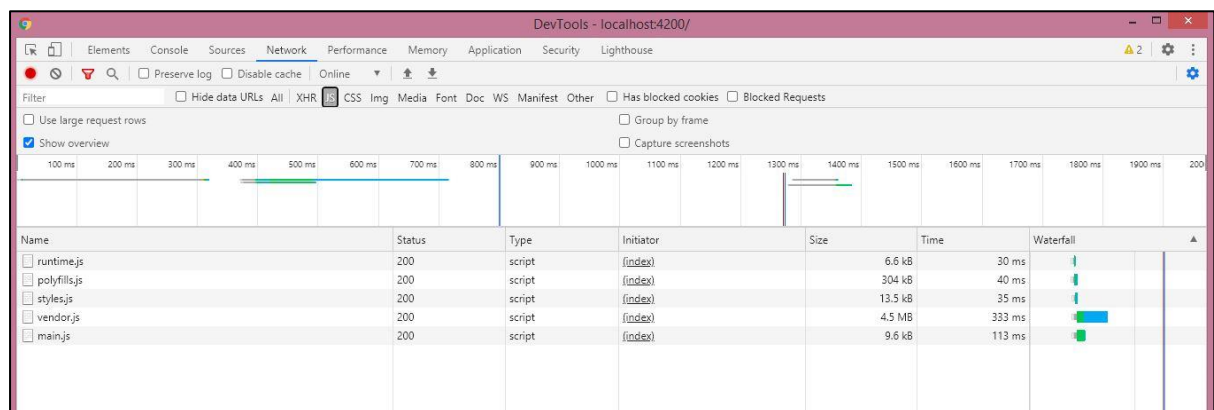 DevTools - localhost:4200/
Elements Console Sources Network Performance Memory Application Security Lighthouse 2
Preserve log Disable cache Online
Filter Hide data URLs All XHR JS CSS Img Media Font Doc WS Manifest Other Has blocked cookies Blocked Requests
Use large request rows Group by frame
Show overview Capture screenshots
100 ms 200 ms 300 ms 400 ms 500 ms 600 ms 700 ms 800 ms 900 ms 1000 ms 1100 ms 1200 ms 1300 ms 1400 ms 1500 ms 1600 ms 1700 ms 1800 ms 1900 ms 200
Name Status Type Initiator Size Time Waterfall
runtime.js 200 script (index) 6.6 kB 30 ms
polyfills.js 200 script (index) 304 kB 40 ms
styles.js 200 script (index) 13.5 kB 35 ms
vendor.js 200 script (index) 4.5 MB 333 ms
main.js 200 script (index) 9.6 kB 113 ms